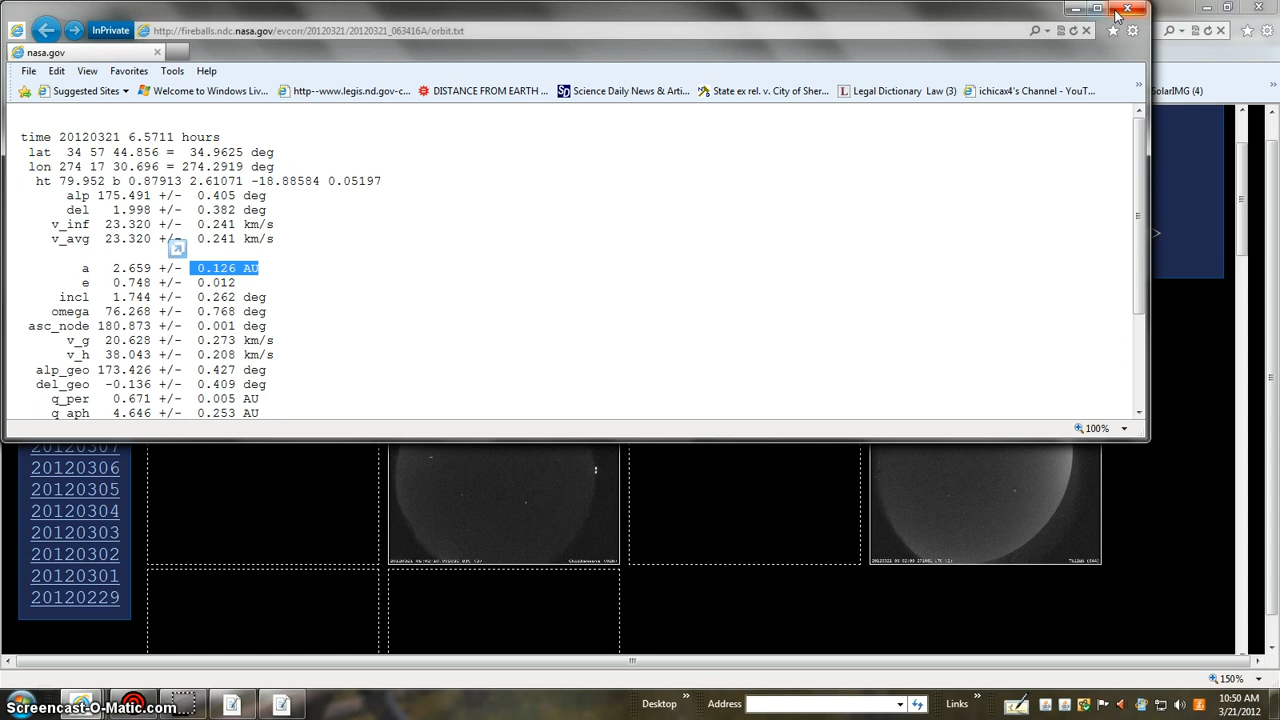 InPrivate
http://fireballs.ndc.nasa.gov/evcorr/20120321/20120321_063416A/orbit.txt
nasa.gov
File Edit View Favorites Tools Help
Suggested Sites
Welcome to Windows Liv...
http--www.legis.nd.gov-c...
DISTANCE FROM EARTH ...
Science Daily News & Arti...
State ex rel. v. City of Sher...
Legal Dictionary Law (3)
ichicax4's Channel - YouT...
SolarIMG (4)
time 20120321 6.5711 hours
lat 34 57 44.856 = 34.9625 deg
lon 274 17 30.696 = 274.2919 deg
ht 79.952 b 0.87913 2.61071 -18.88584 0.05197
alp 175.491 +/- 0.405 deg
del 1.998 +/- 0.382 deg
v_inf 23.320 +/- 0.241 km/s
v_avg 23.320 +/- 0.241 km/s
a 2.659 +/- 0.126 AU
e 0.748 +/- 0.012
incl 1.744 +/- 0.262 deg
omega 76.268 +/- 0.768 deg
asc_node 180.873 +/- 0.001 deg
v_g 20.628 +/- 0.273 km/s
v_h 38.043 +/- 0.208 km/s
alp_geo 173.426 +/- 0.427 deg
del_geo -0.136 +/- 0.409 deg
q_per 0.671 +/- 0.005 AU
q_aph 4.646 +/- 0.253 AU
100%
20120307
20120306
20120305
20120304
20120303
20120302
20120301
20120229
150%
Screencast-O-Matic.com
Desktop
Address
Links
10:50 AM
3/21/2012